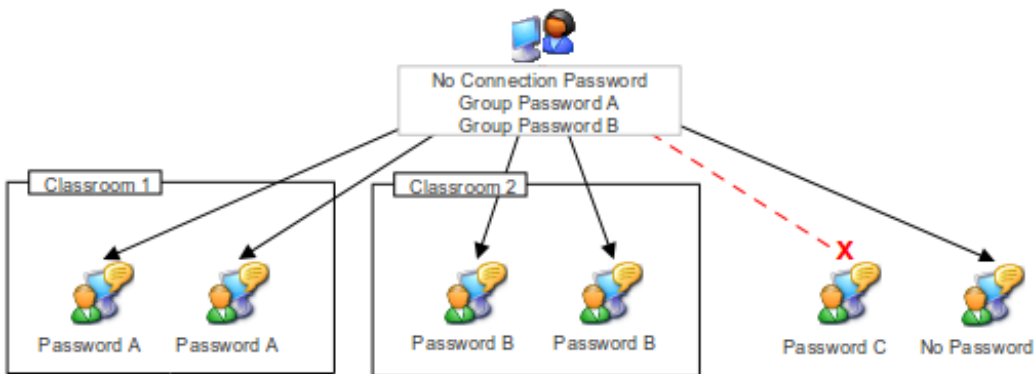 No Connection Password
Group Password A
Group Password B
Classroom 1
Classroom 2
X
Password A
Password A
Password B
Password B
Password C
No Password